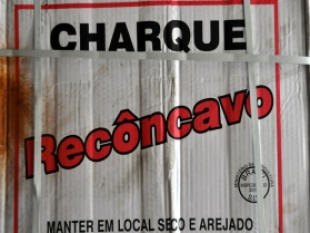 CHARQUE
Recôncavo
MANTER EM LOCAL SECO E AREJADO